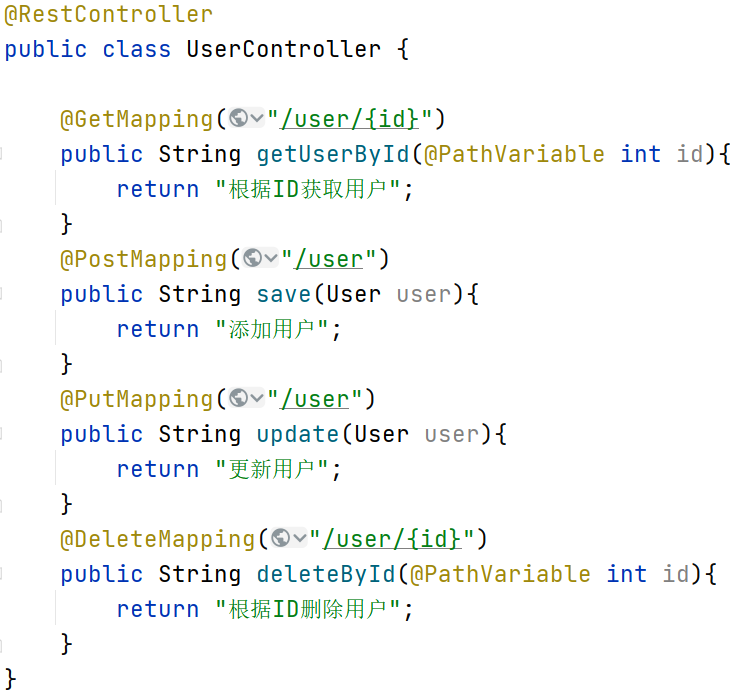 @RestController
public class UserController {
@GetMapping("/user/{id}")
public String getUserById(@PathVariable int id){
return "根据ID获取用户";
}
@PostMapping("/user")
public String save(User user){
return "添加用户";
}
@PutMapping("/user")
public String update(User user){
return "更新用户";
}
@DeleteMapping("/user/{id}")
public String deleteById(@PathVariable int id){
return "根据ID删除用户";
}
}